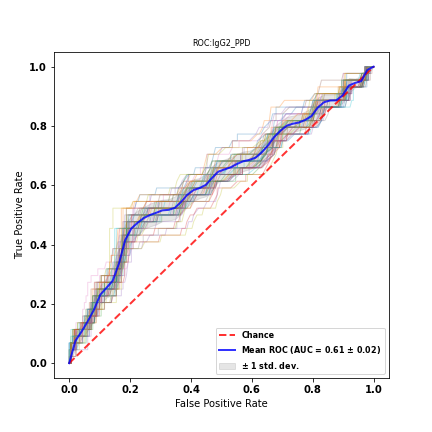 ROC:IgG2_PPD
True Positive Rate
1.0
0.8
0.6
0.4
0.2
0.0
Chance
Mean ROC (AUC = 0.61 ± 0.02)
± 1 std. dev.
0.0 0.2 0.4 0.6 0.8 1.0
False Positive Rate